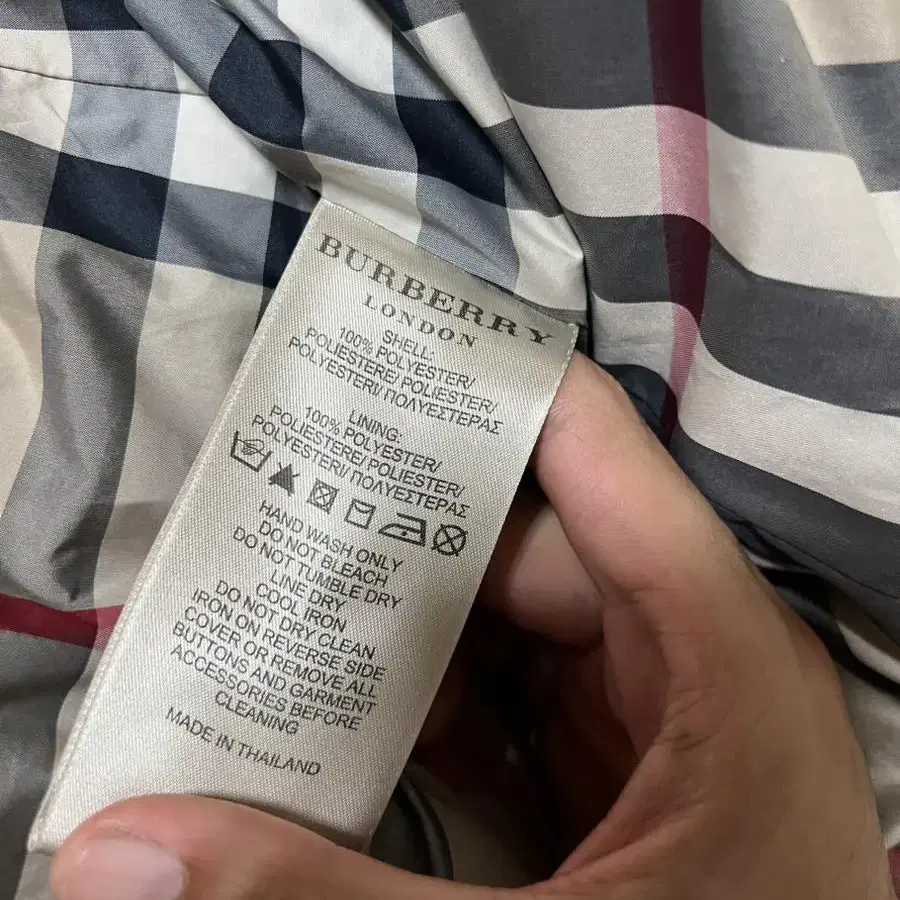 BURBERRY
LONDON
SHELL:
100% POLYESTER/
POLIESTERE/ POLIESTER/
POLYESTER/ ΠΟΛΥΕΣΤΕΡΑΣ
LINING:
100% POLYESTER/
POLIESTERE/ POLIESTER/
POLYESTER/ ΠΟΛΥΕΣΤΕΡΑΣ
HAND WASH ONLY
DO NOT BLEACH
DO NOT TUMBLE DRY
LINE DRY
COOL IRON
DO NOT DRY CLEAN
IRON ON REVERSE SIDE
COVER OR REMOVE ALL
BUTTONS AND GARMENT
ACCESSORIES BEFORE
CLEANING
MADE IN THAILAND